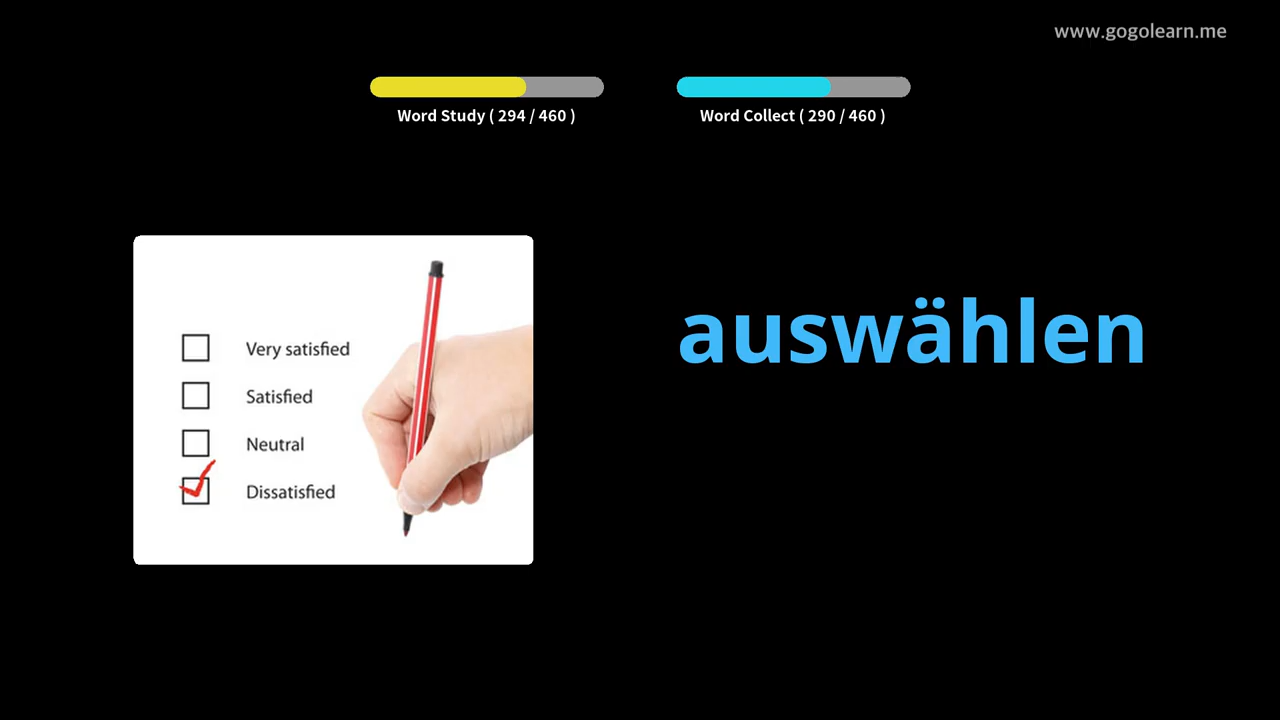 www.gogolearn.me
Word Study ( 294 / 460 )
Word Collect ( 290 / 460 )
auswählen
Very satisfied
Satisfied
Neutral
Dissatisfied